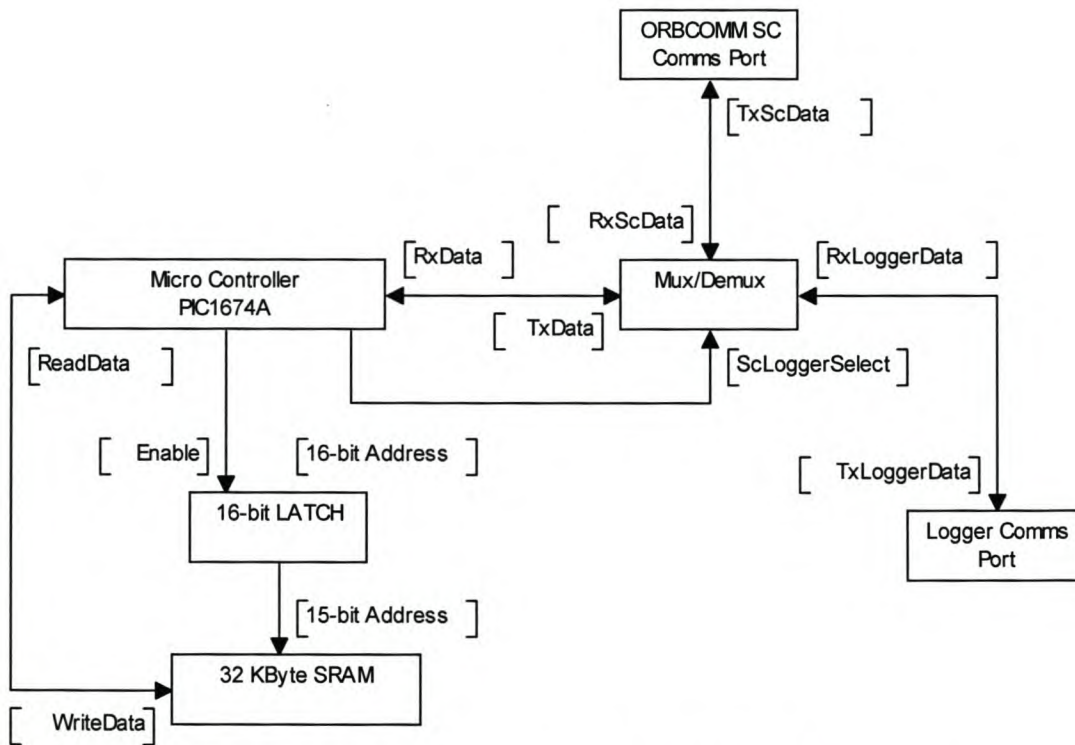 ORBCOMM SC
Comms Port
[TxScData ]
[ RxScData]
[RxData ]
[RxLoggerData ]
Micro Controller
PIC1674A
Mux/Demux
[ TxData]
[ReadData ]
[ScLoggerSelect]
[ Enable]
[16-bit Address ]
[ TxLoggerData]
16-bit LATCH
Logger Comms
Port
[15-bit Address ]
32 KByte SRAM
[ WriteData]